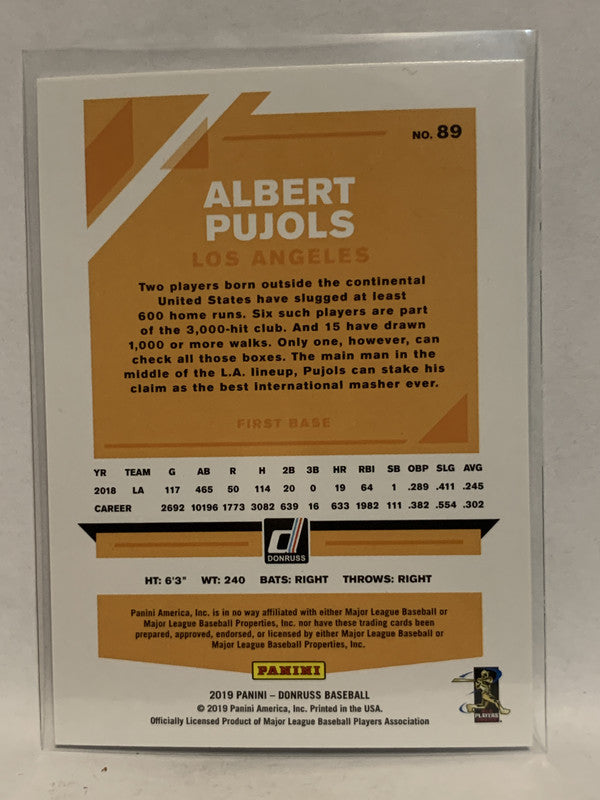 NO. 89
ALBERT
PUJOLS
LOS ANGELES
Two players born outside the continental
United States have slugged at least
600 home runs. Six such players are part
of the 3,000-hit club. And 15 have drawn
1,000 or more walks. Only one, however, can
check all those boxes. The main man in the
middle of the L.A. lineup, Pujols can stake his
claim as the best international masher ever.
FIRST BASE
YR TEAM G AB R H 2B 3B HR RBI SB OBP SLG AVG
2018 LA 117 465 50 114 20 0 19 64 1 .289 .411 .245
CAREER 2692 10196 1773 3082 639 16 633 1982 111 .382 .554 .302
DONRUSS
HT: 6'3" WT: 240 BATS: RIGHT THROWS: RIGHT
Panini America, Inc. is in no way affiliated with either Major League Baseball or
Major League Baseball Properties, Inc. nor have these trading cards been
prepared, approved, endorsed, or licensed by either Major League Baseball or
Major League Baseball Properties, Inc.
PANINI
2019 PANINI – DONRUSS BASEBALL
© 2019 Panini America, Inc. Printed in the USA.
Officially Licensed Product of Major League Baseball Players Association
PLAYERS